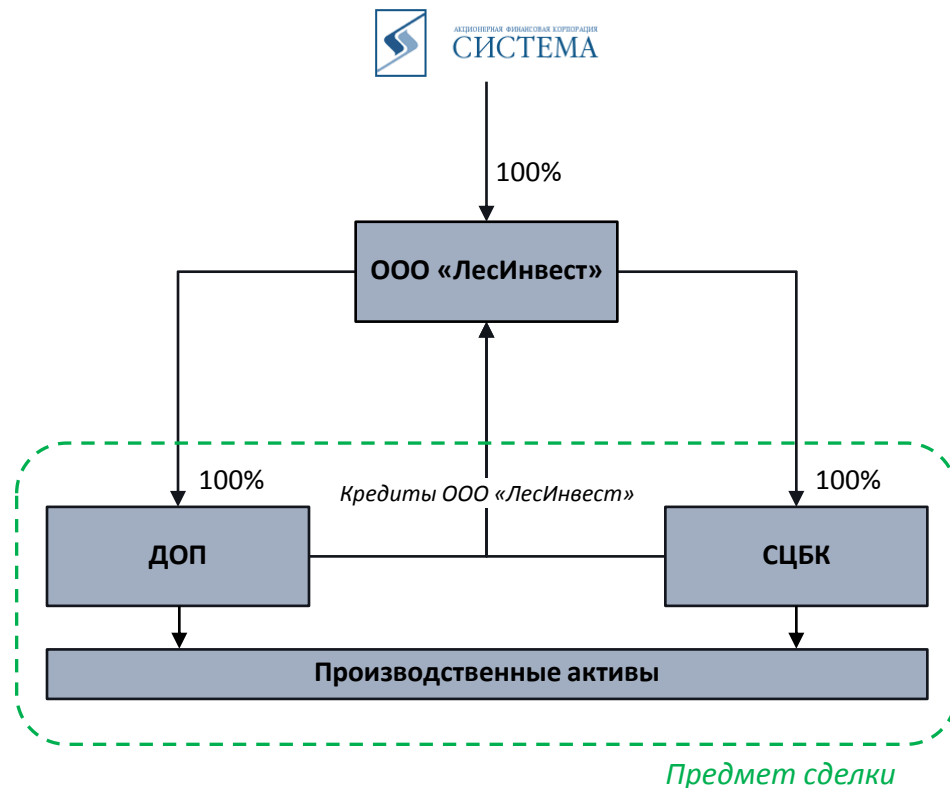 АКЦИОНЕРНАЯ ФИНАНСОВАЯ КОРПОРАЦИЯ
СИСТЕМА
100%
ООО «ЛесИнвест»
100%
Кредиты ООО «ЛесИнвест»
100%
ДОП
СЦБК
Производственные активы
Предмет сделки